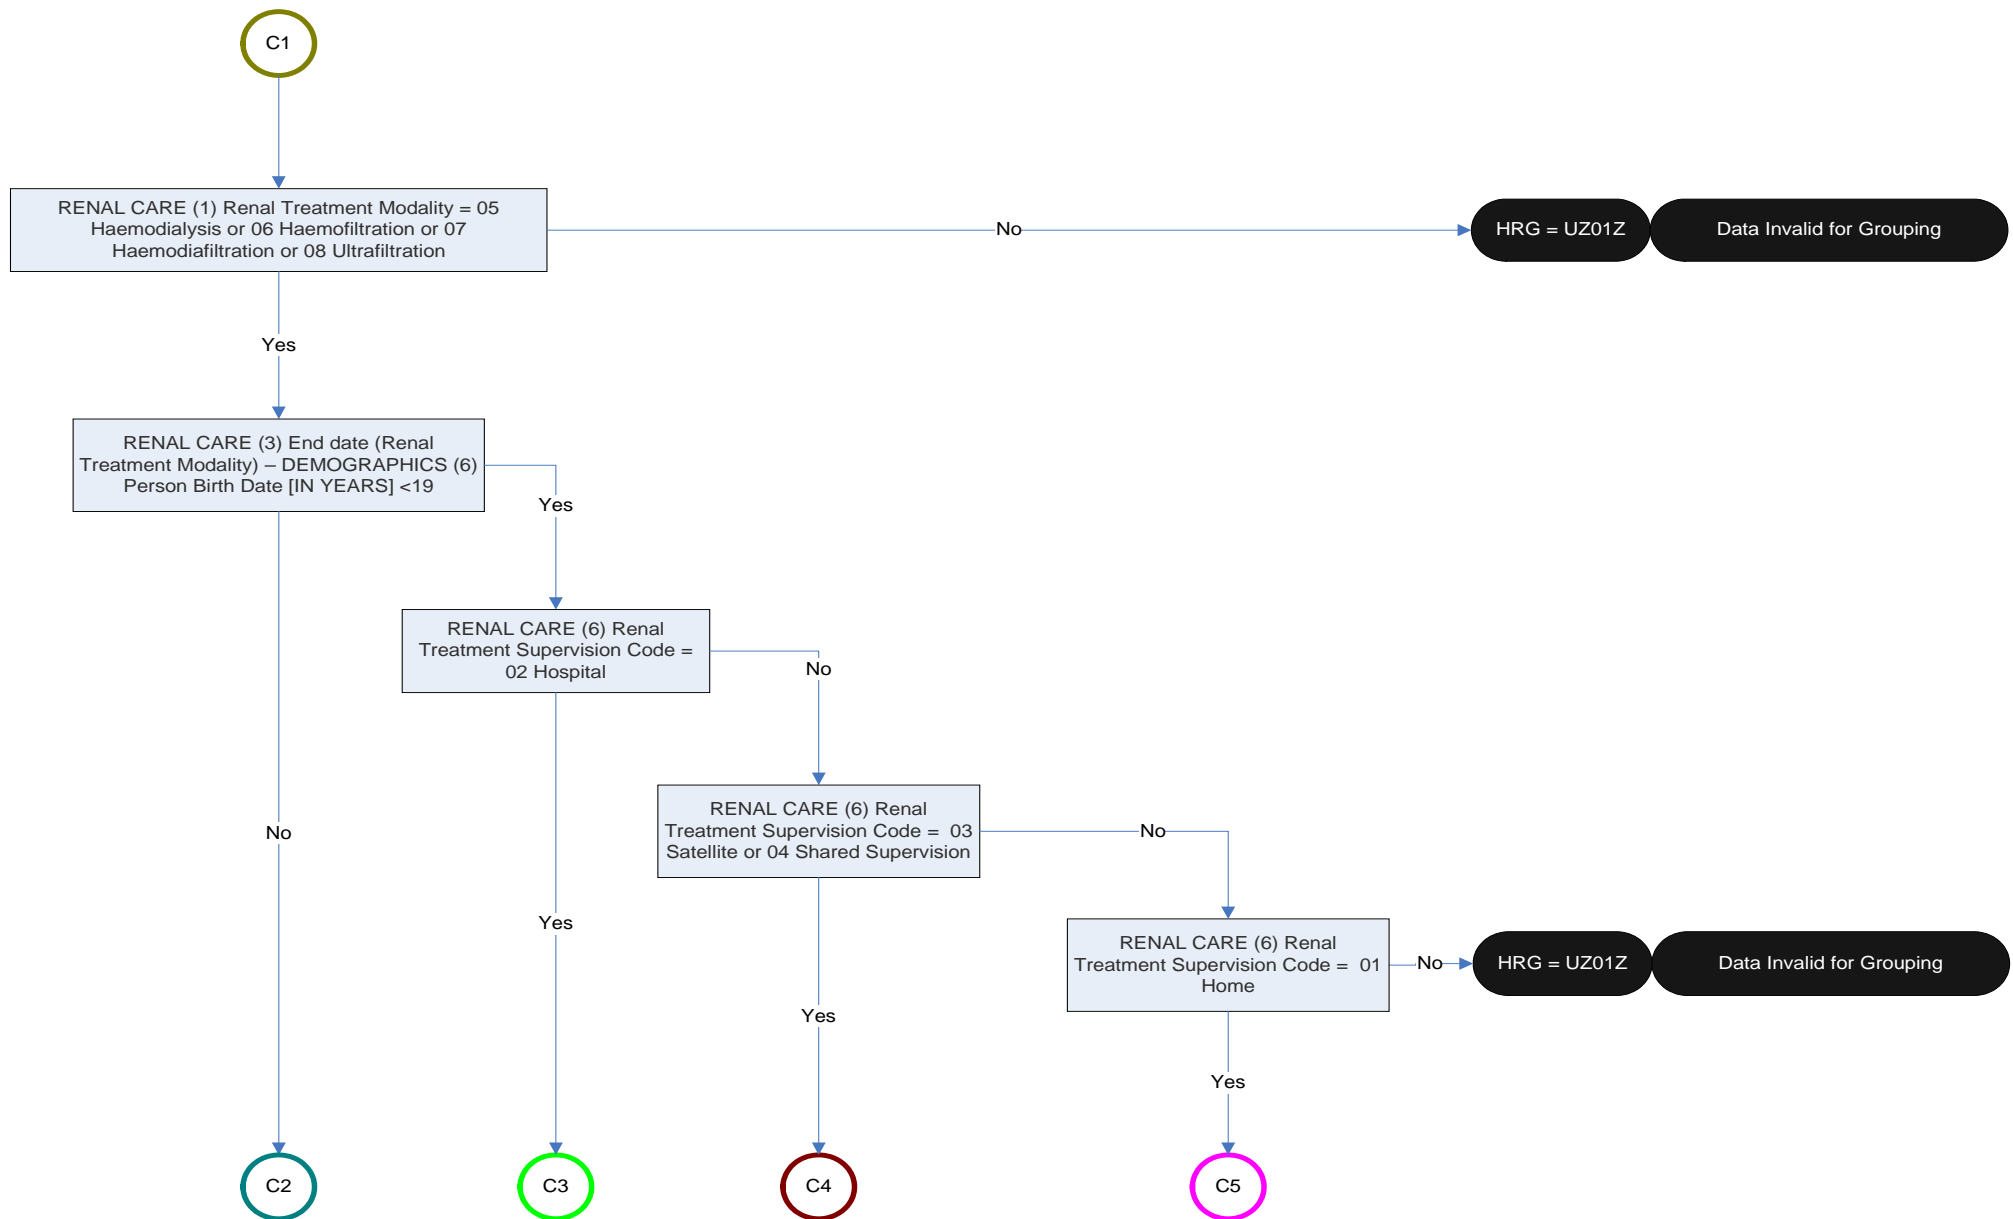 C1
RENAL CARE (1) Renal Treatment Modality = 05
Haemodialysis or 06 Haemofiltration or 07
Haemodiafiltration or 08 Ultrafiltration
No
HRG = UZ01Z
Data Invalid for Grouping
Yes
RENAL CARE (3) End date (Renal
Treatment Modality) – DEMOGRAPHICS (6)
Person Birth Date [IN YEARS] <19
Yes
RENAL CARE (6) Renal
Treatment Supervision Code =
02 Hospital
No
RENAL CARE (6) Renal
Treatment Supervision Code = 03
Satellite or 04 Shared Supervision
No
No
Yes
RENAL CARE (6) Renal
Treatment Supervision Code = 01
Home
No
HRG = UZ01Z
Data Invalid for Grouping
Yes
Yes
C2
C3
C4
C5